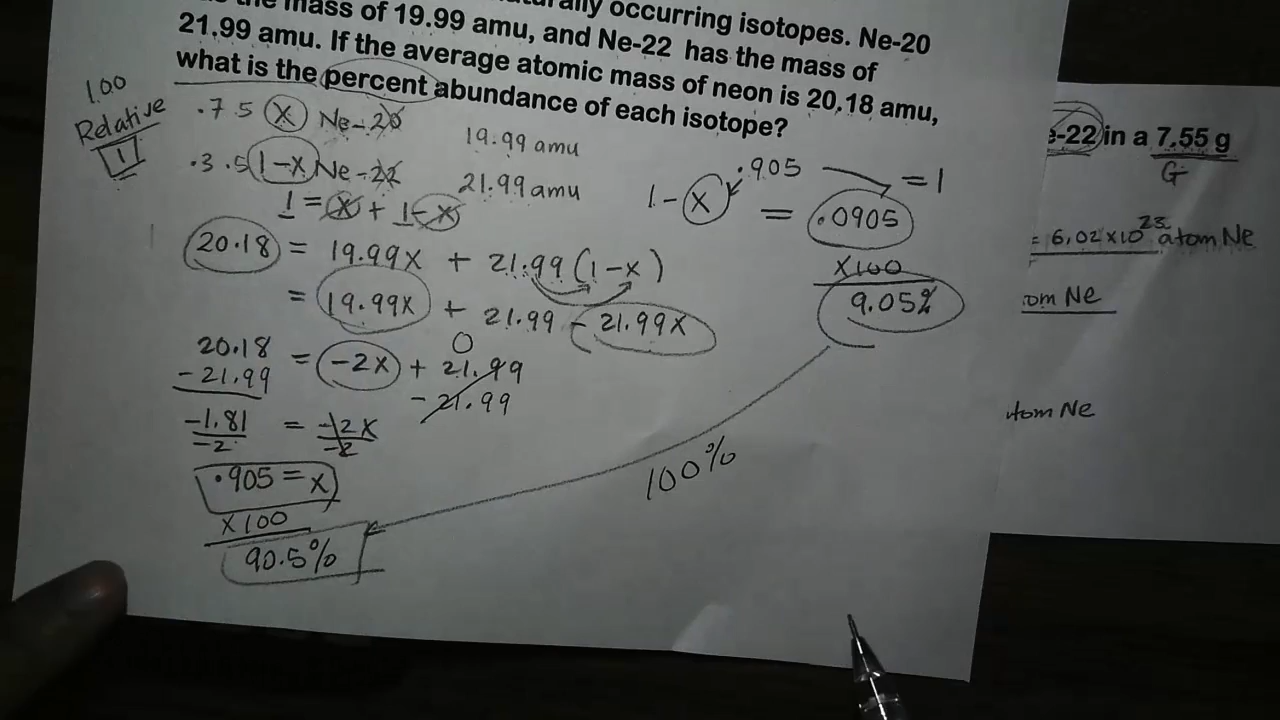 mass of 19.99 amu, and Ne-22 has the mass of
rally occurring isotopes. Ne-20
21.99 amu. If the average atomic mass of neon is 20.18 amu,
what is the percent abundance of each isotope?
1.00
Relative
1
.75 x Ne-20 19.99 amu
.3.5 1-x Ne-22 21.99 amu
1 = x + 1-x
20.18 = 19.99x + 21.99(1-x)
= 19.99x + 21.99 - 21.99x
0
20.18 = -2x + 21.99
-21.99 -21.99
-1.81 = -2x
-2 -2
.905 = x
x100
90.5%
1-x .905 = 1
= .0905
x100
9.05%
100%
-22 in a 7.55 g
G
= 6,02x10^23 atom Ne
om Ne
atom Ne